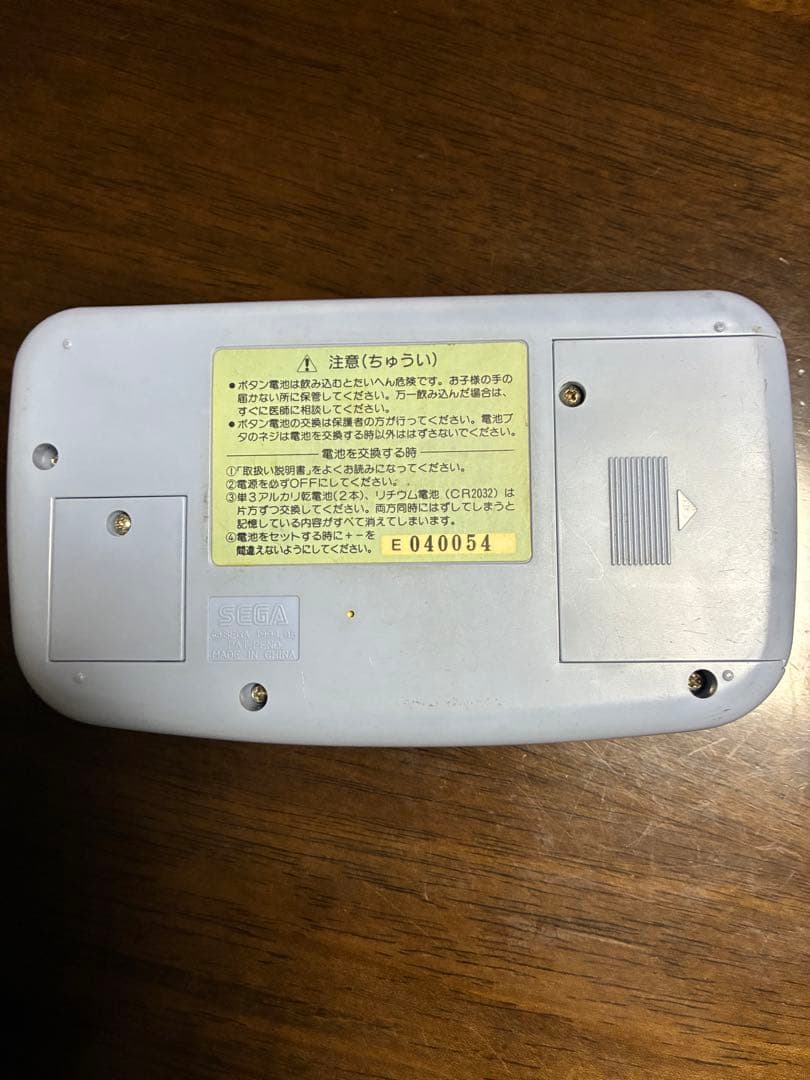 注意(ちゅうい)
●ボタン電池は飲み込むとたいへん危険です。お子様の手の
届かない所に保管してください。万一飲み込んだ場合は、
すぐに医師に相談してください。
●ボタン電池の交換は保護者の方が行ってください。電池ブ
タのネジは電池を交換する時以外ははずさないでください。
電池を交換する時
①「取扱い説明書」をよくお読みになってください。
②電源を必ずOFFにしてください。
③単3アルカリ乾電池(2本)、リチウム電池(CR2032)は
片方ずつ交換してください。両方同時にはずしてしまうと
記憶している内容がすべて消えてしまいます。
④電池をセットする時に+-を
間違えないようにしてください。
E 040054
SEGA
SEGA
PAT.PEND
MADE IN CHINA